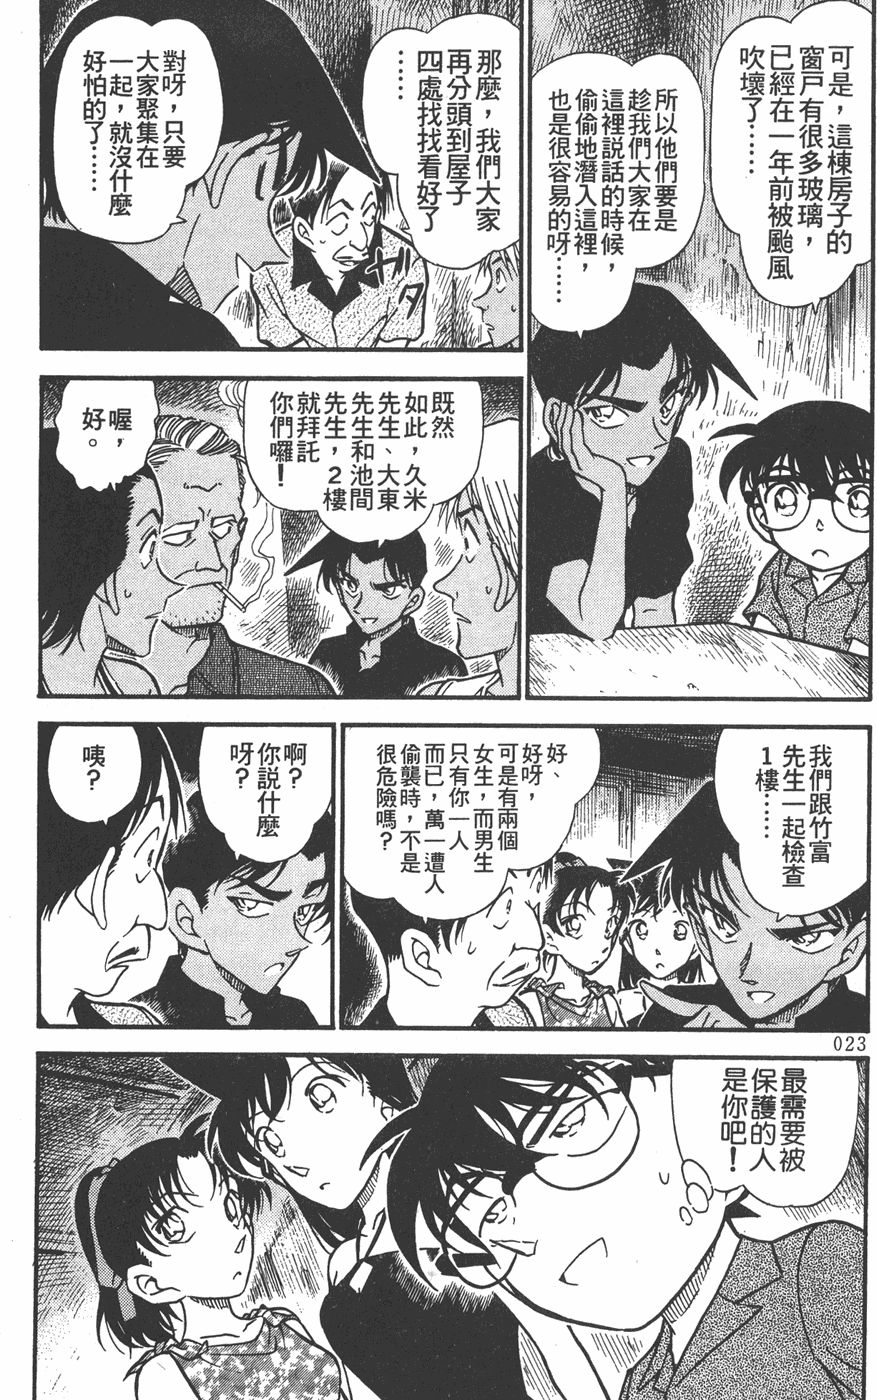 可是，這棟房子的
窗戶有很多玻璃，
已經在一年前被颱風
吹壞了……
所以他們要是
趁我們大家在
這裡説話的時候，
偷偷地潛入這裡，
也是很容易的呀……
那麼，我們大家
再分頭到屋子
四處找找看好了
……
對呀，只要
大家聚集在
一起，就沒什麼
好怕的了……
ガタ
既然
如此，久米
先生、大東
先生和池間
先生，2樓
就拜託
你們囉！
喔，
好。
我們跟竹富
先生一起檢查
1樓……
好、
好呀，
可是有兩個
女生，而男生
只有你一人
而已，萬一遭人
偷襲時，不是
很危險嗎？
啊？
你説什麼
呀？
咦？
023
最需要被
保護的人
是你吧！